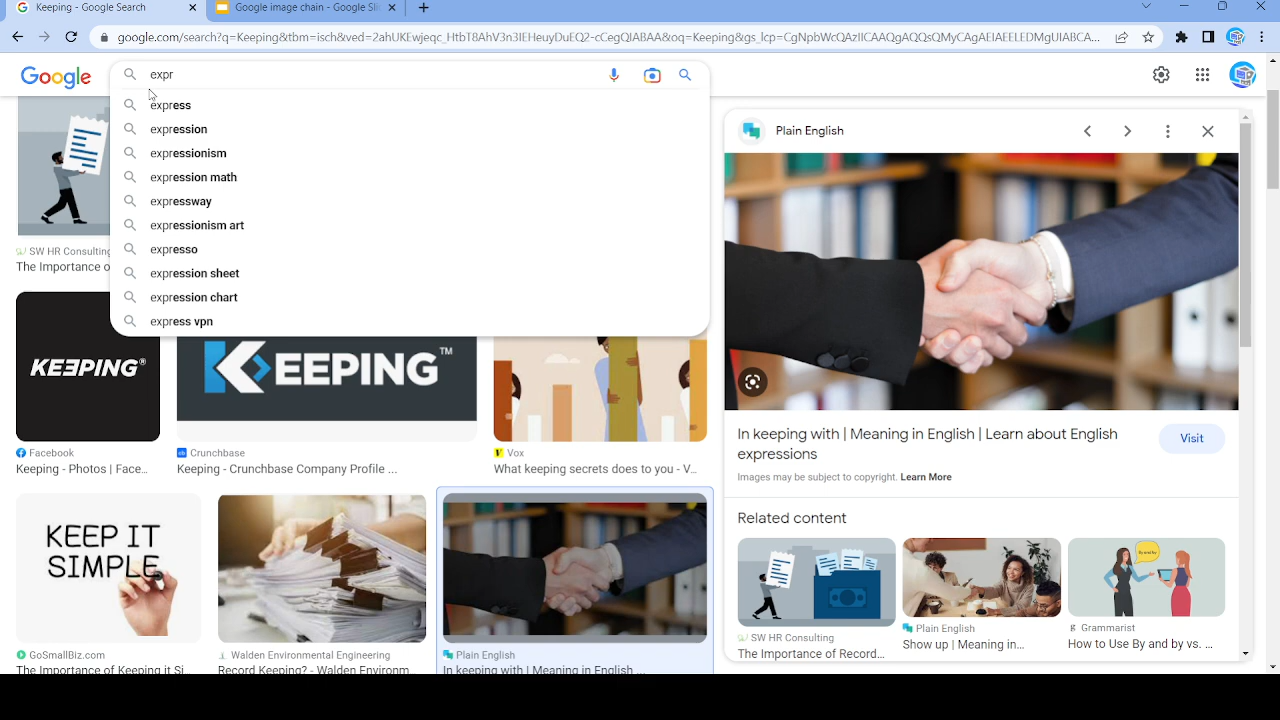 Keeping - Google Search
Google image chain - Google Sli
google.com/search?q=Keeping&tbm=isch&ved=2ahUKEwjeqc_HtbT8AhV3n3IEHeuyDuEQ2-cCegQIABAA&oq=Keeping&gs_lcp=CgNpbWcQAzIICAAQgAQQsQMyCAgAEIAEELEDMgUIABCA...
Google
expr
express
expression
expressionism
expression math
expressway
expressionism art
expresso
expression sheet
expression chart
express vpn
SW HR Consulting
The Importance o
KEEPING®
Facebook
Keeping - Photos | Face...
KEEPING™
Crunchbase
Keeping - Crunchbase Company Profile ...
Vox
What keeping secrets does to you - V...
KEEP IT
SIMPLE
GoSmallBiz.com
The Importance of Keeping it Si...
Walden Environmental Engineering
Record Keeping? - Walden Environm...
Plain English
In keeping with | Meaning in English ...
Plain English
In keeping with | Meaning in English | Learn about English
expressions
Visit
Images may be subject to copyright. Learn More
Related content
SW HR Consulting
The Importance of Record...
Plain English
Show up | Meaning in...
By and by
Grammarist
How to Use By and by vs. ...